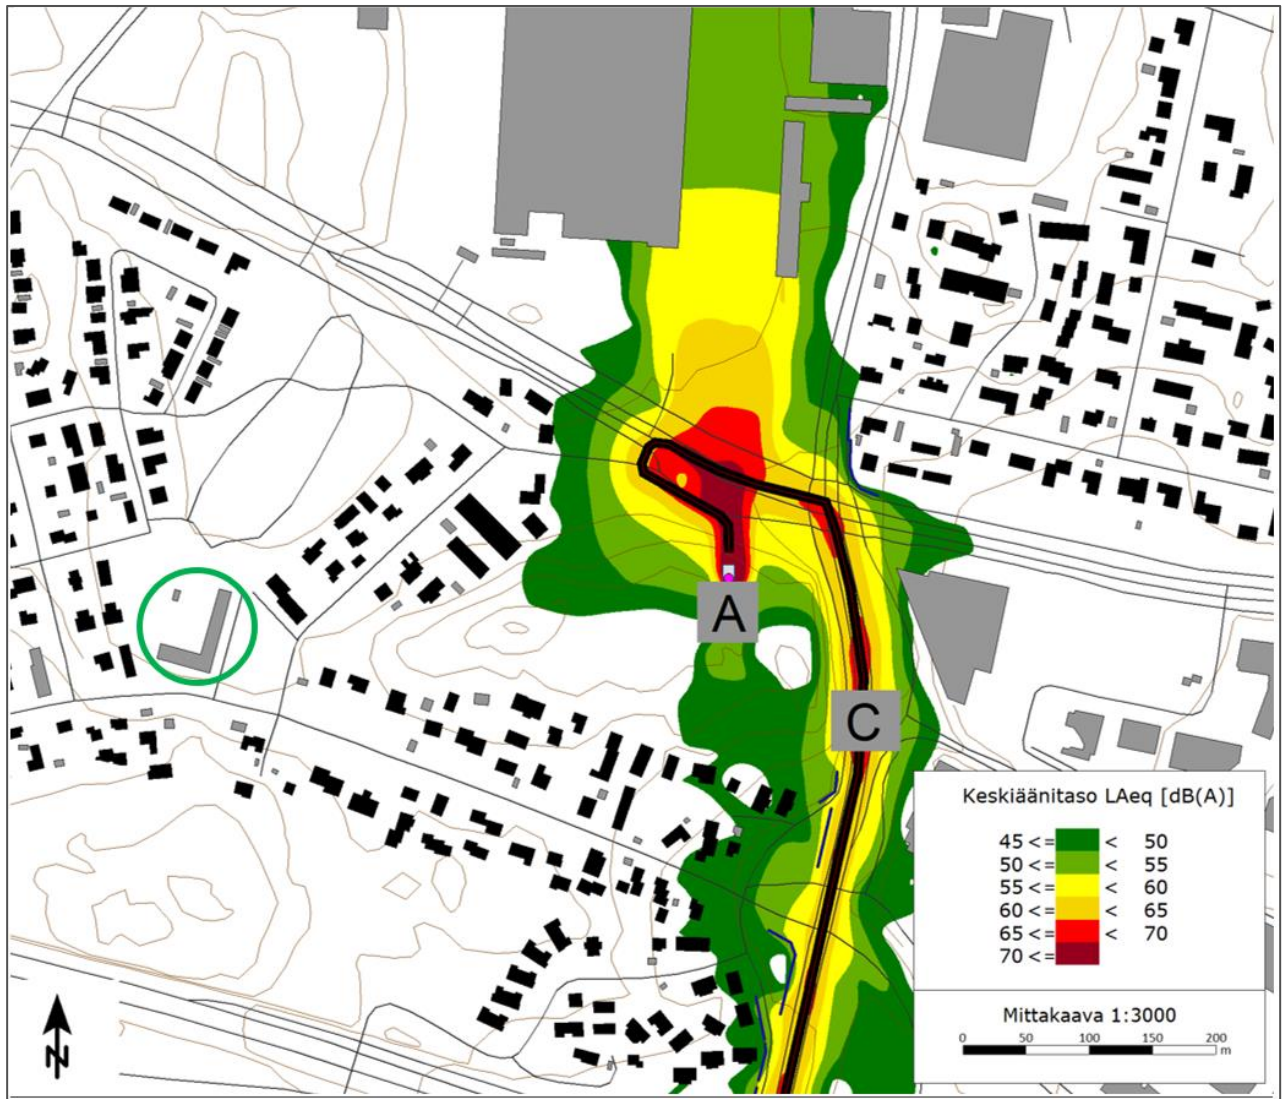 A
C
Keskiäänitaso LAeq [dB(A)]
45 <= < 50
50 <= < 55
55 <= < 60
60 <= < 65
65 <= < 70
70 <=
Mittakaava 1:3000
0 50 100 150 200
m
N